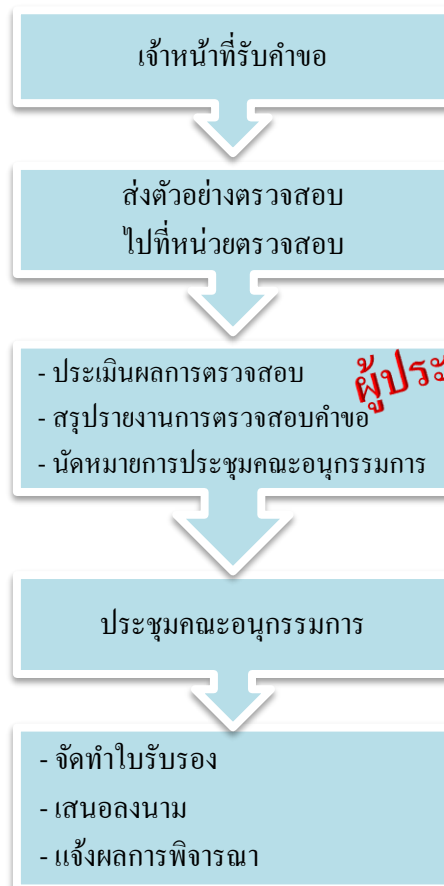 เจ้าหน้าที่รับคำขอ
ส่งตัวอย่างตรวจสอบ
ไปที่หน่วยตรวจสอบ
- ประเมินผลการตรวจสอบ
- สรุปรายงานการตรวจสอบคำขอ
- นัดหมายการประชุมคณะอนุกรรมการ
ประชุมคณะอนุกรรมการ
- จัดทำใบรับรอง
- เสนอลงนาม
- แจ้งผลการพิจารณา